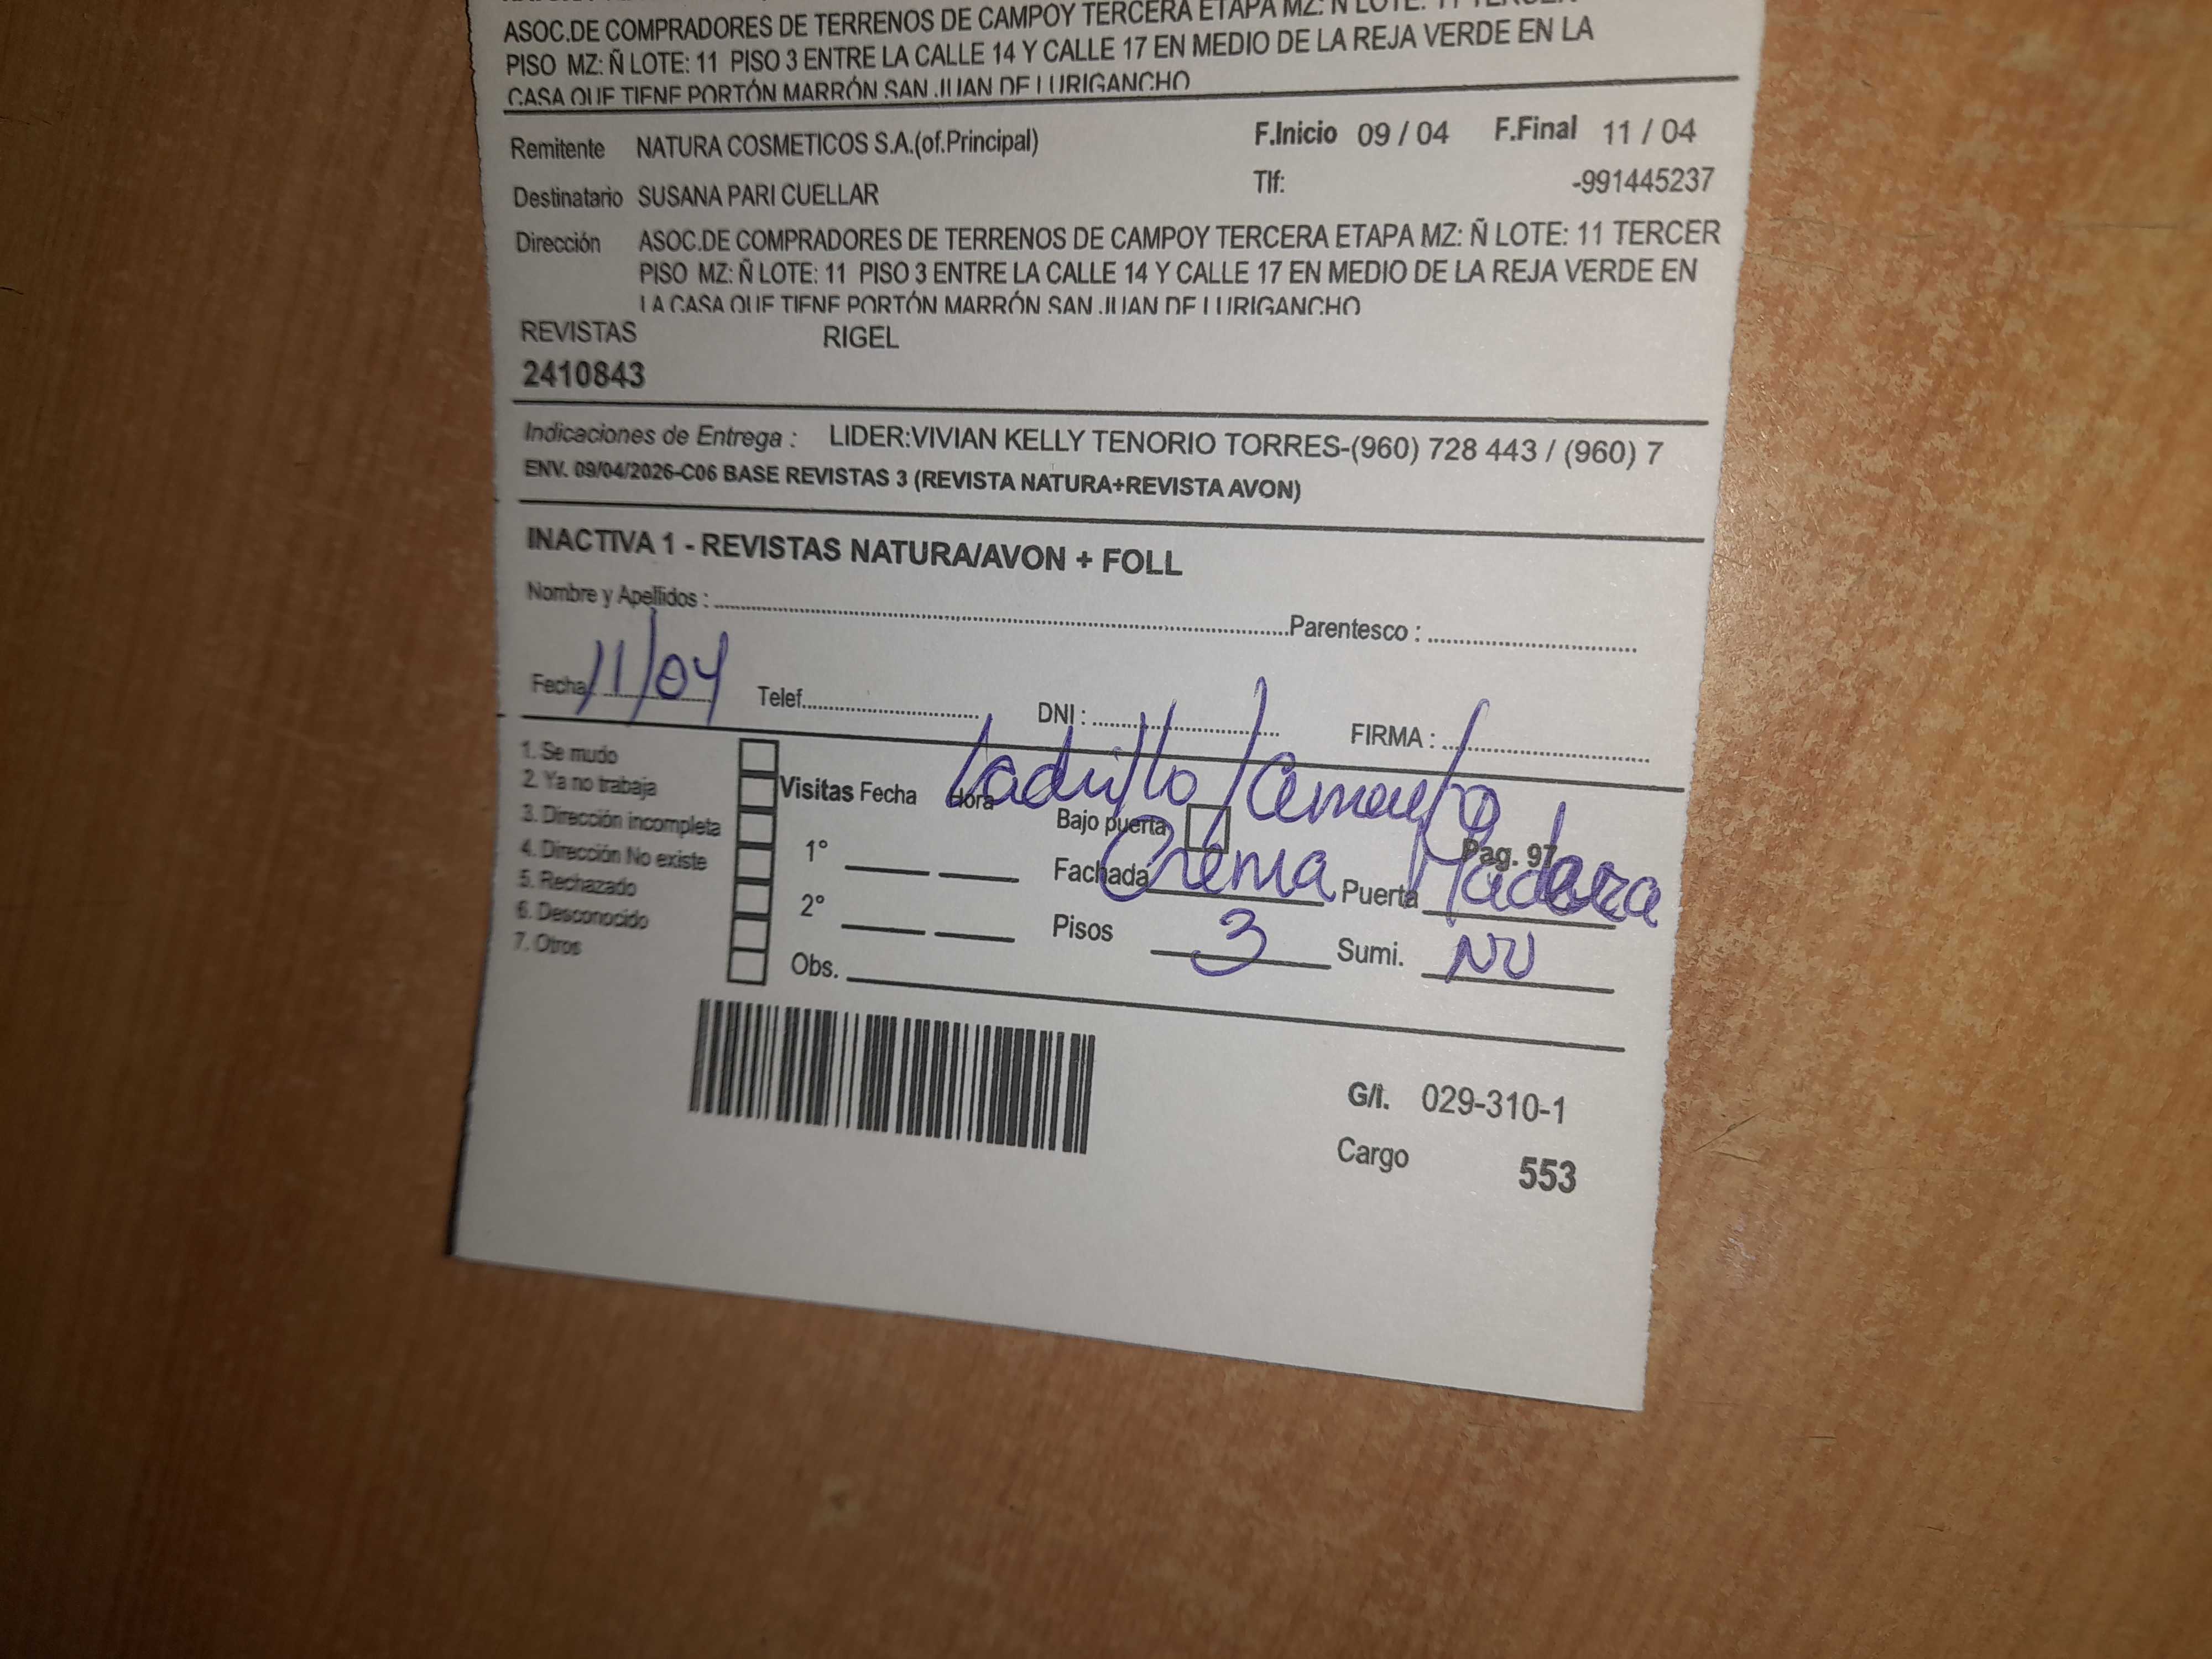 ASOC.DE COMPRADORES DE TERRENOS DE CAMPOY TERCERA ETAPA MZ: Ñ LOTE: 11
PISO MZ: Ñ LOTE: 11 PISO 3 ENTRE LA CALLE 14 Y CALLE 17 EN MEDIO DE LA REJA VERDE EN LA
CASA QUE TIENE PORTÓN MARRÓN SAN JUAN DE LURIGANCHO
Remitente NATURA COSMETICOS S.A.(of.Principal) F.Inicio 09 / 04 F.Final 11 / 04
Destinatario SUSANA PARI CUELLAR Tlf: -991445237
Dirección ASOC.DE COMPRADORES DE TERRENOS DE CAMPOY TERCERA ETAPA MZ: Ñ LOTE: 11 TERCER
PISO MZ: Ñ LOTE: 11 PISO 3 ENTRE LA CALLE 14 Y CALLE 17 EN MEDIO DE LA REJA VERDE EN
LA CASA QUE TIENE PORTÓN MARRÓN SAN JUAN DE LURIGANCHO
REVISTAS RIGEL
2410843
Indicaciones de Entrega : LIDER:VIVIAN KELLY TENORIO TORRES-(960) 728 443 / (960) 7
ENV. 09/04/2026-C06 BASE REVISTAS 3 (REVISTA NATURA+REVISTA AVON)
INACTIVA 1 - REVISTAS NATURA/AVON + FOLL
Nombre y Apellidos : Parentesco :
Fecha 11/04 Telef. DNI : FIRMA :
1. Se mudo
2. Ya no trabaja
3. Dirección incompleta
4. Dirección No existe
5. Rechazado
6. Desconocido
7. Otros
Visitas Fecha Hora Ladrillo / Cemento
Bajo puerta Pag. 97
1° Fachada Crema Puerta Madera
2° Pisos 3 Sumi. NV
Obs.
G/I. 029-310-1
Cargo 553